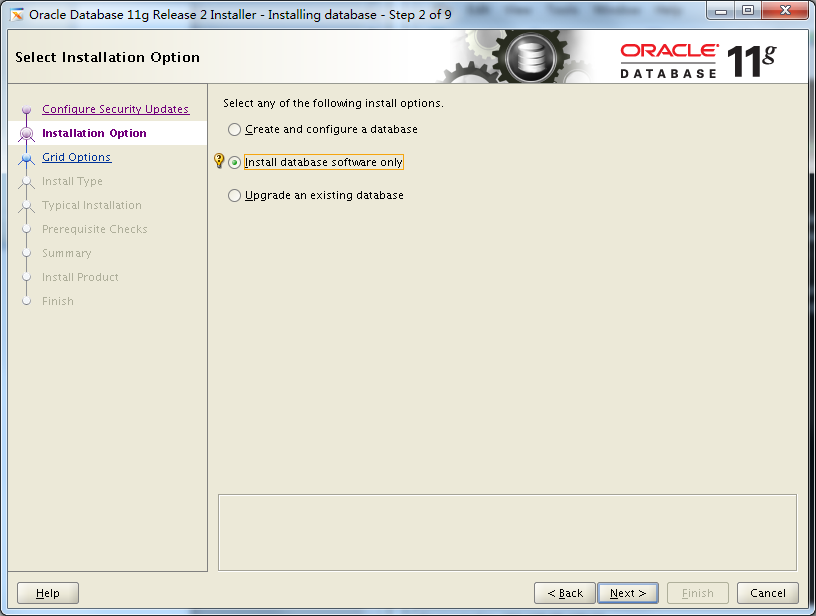 Oracle Database 11g Release 2 Installer - Installing database - Step 2 of 9
Select Installation Option
ORACLE
DATABASE
11g
Configure Security Updates
Installation Option
Grid Options
Install Type
Typical Installation
Prerequisite Checks
Summary
Install Product
Finish
Select any of the following install options.
Create and configure a database
Install database software only
Upgrade an existing database
Help
< Back
Next >
Finish
Cancel